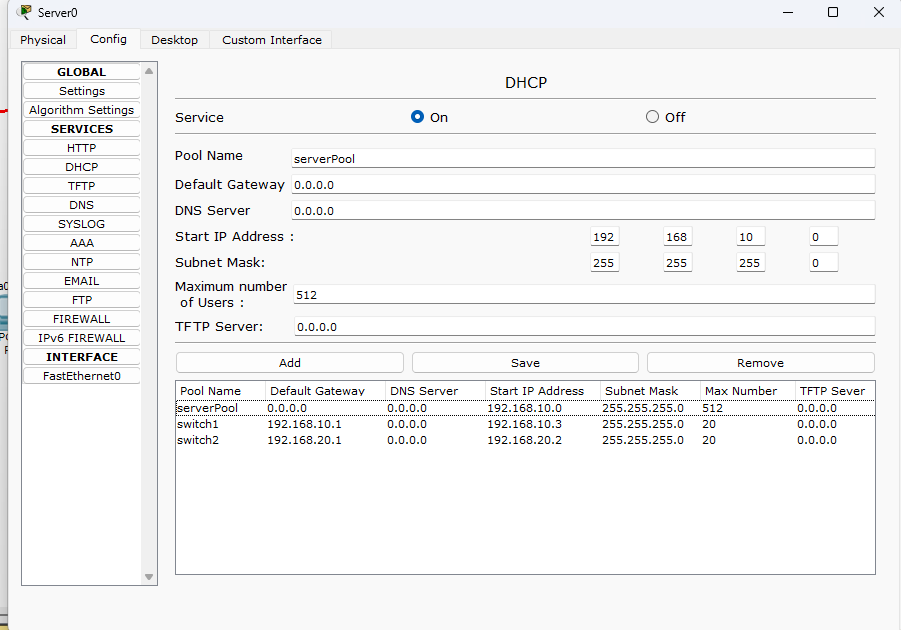 Server0
Physical Config Desktop Custom Interface
GLOBAL
Settings
Algorithm Settings
SERVICES
HTTP
DHCP
TFTP
DNS
SYSLOG
AAA
NTP
EMAIL
FTP
FIREWALL
IPv6 FIREWALL
INTERFACE
FastEthernet0
DHCP
Service On Off
Pool Name serverPool
Default Gateway 0.0.0.0
DNS Server 0.0.0.0
Start IP Address : 192 168 10 0
Subnet Mask: 255 255 255 0
Maximum number
of Users : 512
TFTP Server: 0.0.0.0
Add Save Remove
Pool Name Default Gateway DNS Server Start IP Address Subnet Mask Max Number TFTP Sever
serverPool 0.0.0.0 0.0.0.0 192.168.10.0 255.255.255.0 512 0.0.0.0
switch1 192.168.10.1 0.0.0.0 192.168.10.3 255.255.255.0 20 0.0.0.0
switch2 192.168.20.1 0.0.0.0 192.168.20.2 255.255.255.0 20 0.0.0.0